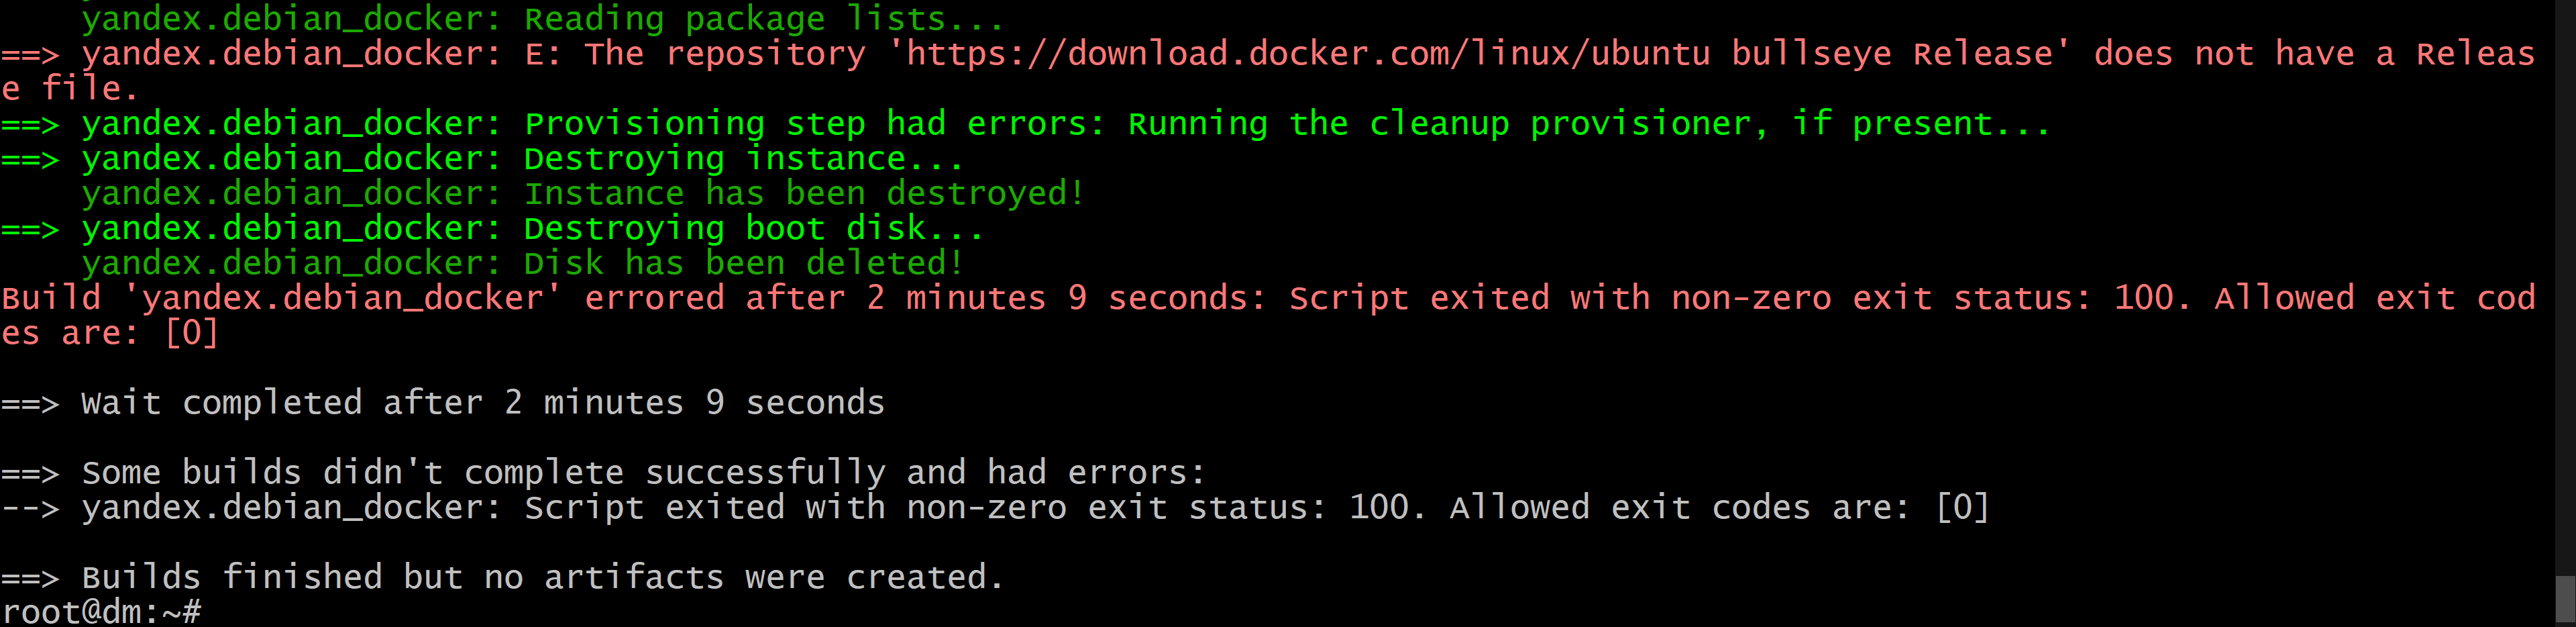 yandex.debian_docker: Reading package lists...
==> yandex.debian_docker: E: The repository 'https://download.docker.com/linux/ubuntu bullseye Release' does not have a Releas
e file.
==> yandex.debian_docker: Provisioning step had errors: Running the cleanup provisioner, if present...
==> yandex.debian_docker: Destroying instance...
    yandex.debian_docker: Instance has been destroyed!
==> yandex.debian_docker: Destroying boot disk...
    yandex.debian_docker: Disk has been deleted!
Build 'yandex.debian_docker' errored after 2 minutes 9 seconds: Script exited with non-zero exit status: 100. Allowed exit cod
es are: [0]
==> Wait completed after 2 minutes 9 seconds
==> Some builds didn't complete successfully and had errors:
--> yandex.debian_docker: Script exited with non-zero exit status: 100. Allowed exit codes are: [0]
==> Builds finished but no artifacts were created.
root@dm:~#